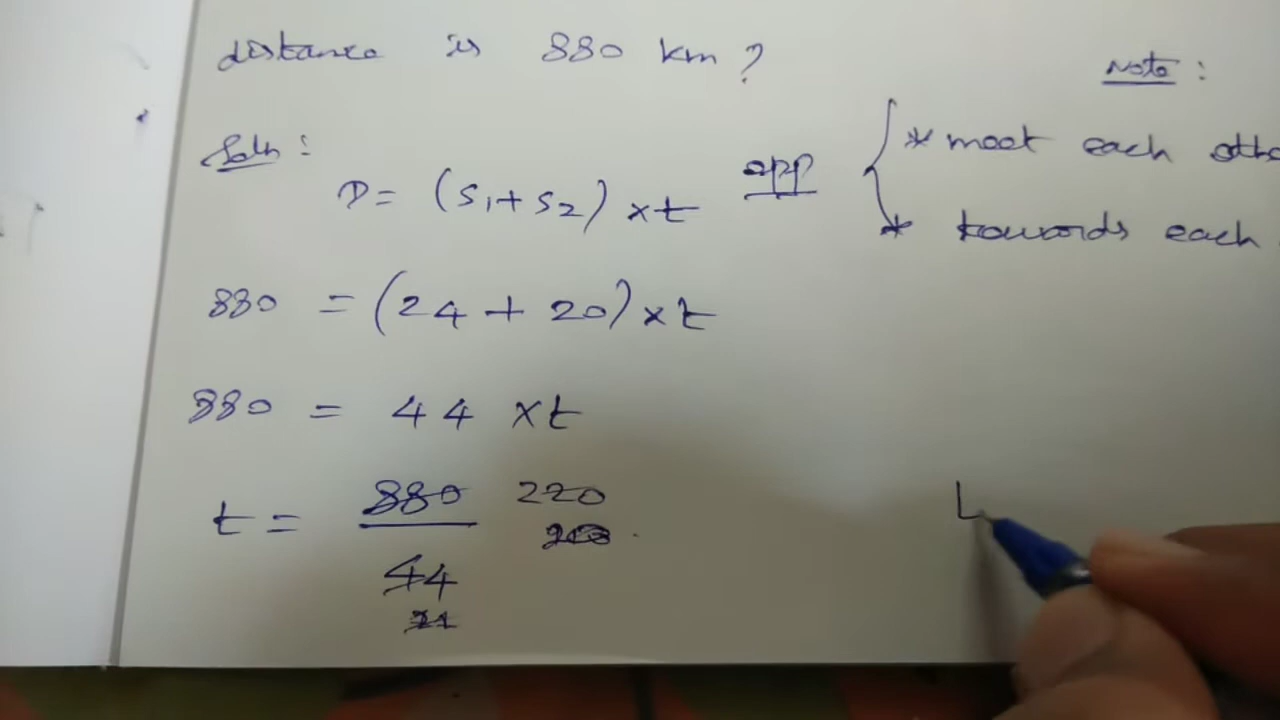 distance is 880 km?
Note:
Soln:
D = (S1+S2) × t opp
* meet each othe
* towards each
880 = (24 + 20) × t
880 = 44 × t
t = 880 220
44